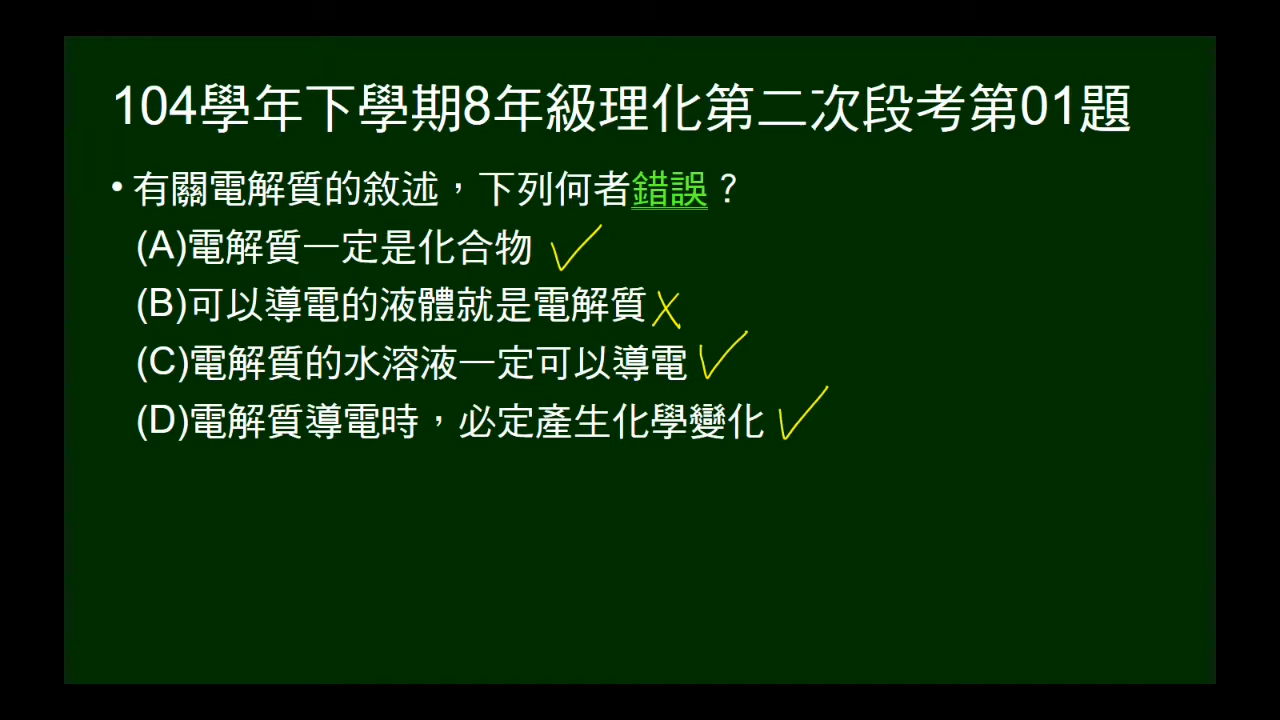 104學年下學期8年級理化第二次段考第01題
• 有關電解質的敘述，下列何者錯誤？
(A)電解質一定是化合物 ✓
(B)可以導電的液體就是電解質 ✗
(C)電解質的水溶液一定可以導電 ✓
(D)電解質導電時，必定產生化學變化 ✓